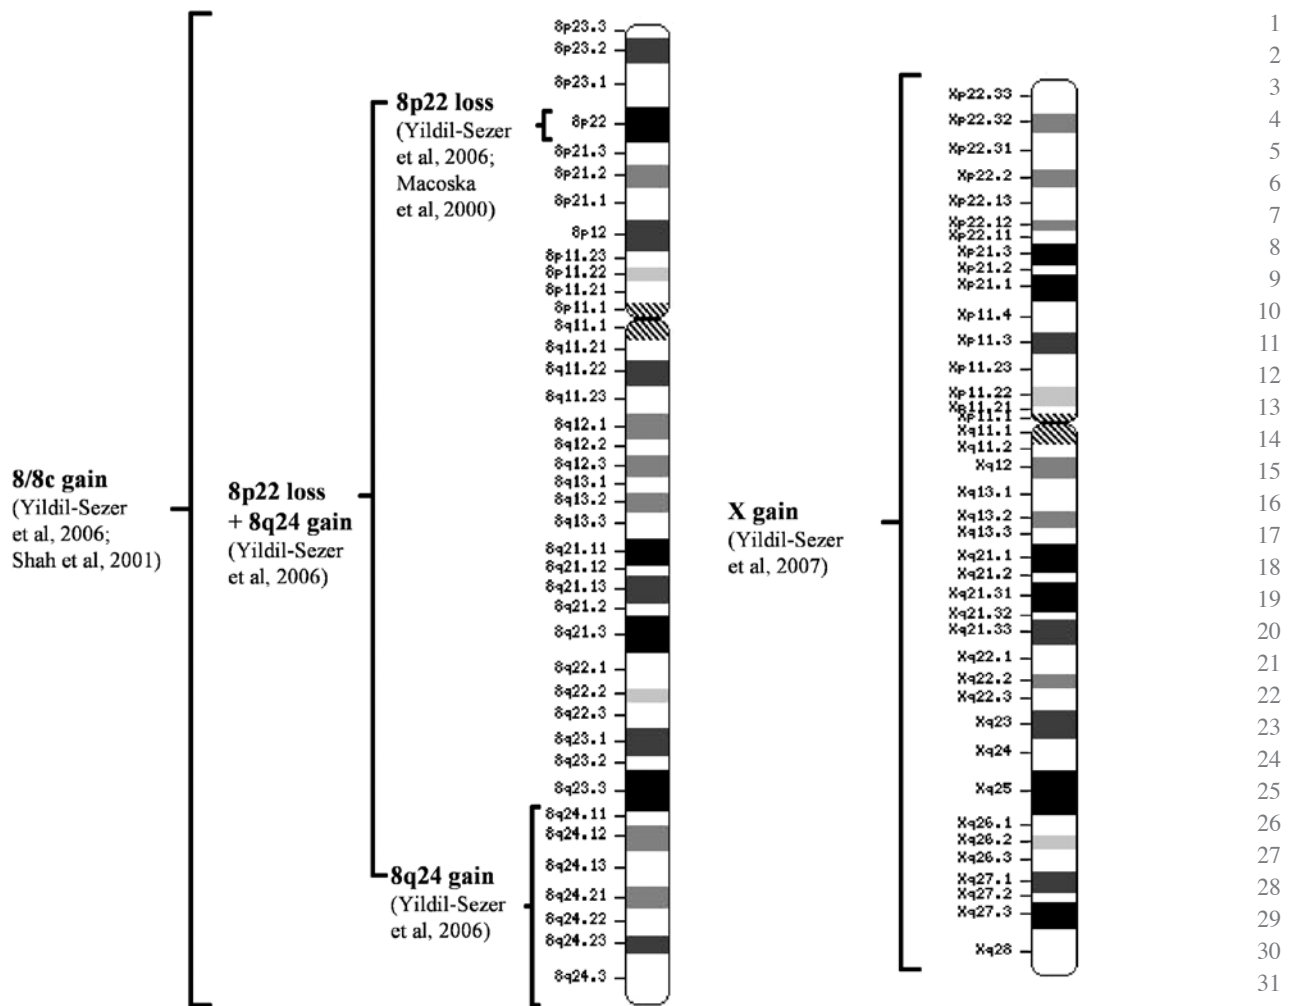 8/8c gain
(Yildil-Sezer
et al, 2006;
Shah et al, 2001)
8p22 loss
+ 8q24 gain
(Yildil-Sezer
et al, 2006)
8p22 loss
(Yildil-Sezer
et al, 2006;
Macoska
et al, 2000)
8q24 gain
(Yildil-Sezer
et al, 2006)
8p23.3
8p23.2
8p23.1
8p22
8p21.3
8p21.2
8p21.1
8p12
8p11.23
8p11.22
8p11.21
8p11.1
8q11.1
8q11.21
8q11.22
8q11.23
8q12.1
8q12.2
8q12.3
8q13.1
8q13.2
8q13.3
8q21.11
8q21.12
8q21.13
8q21.2
8q21.3
8q22.1
8q22.2
8q22.3
8q23.1
8q23.2
8q23.3
8q24.11
8q24.12
8q24.13
8q24.21
8q24.22
8q24.23
8q24.3
X gain
(Yildil-Sezer
et al, 2007)
Xp22.33
Xp22.32
Xp22.31
Xp22.2
Xp22.13
Xp22.12
Xp22.11
Xp21.3
Xp21.2
Xp21.1
Xp11.4
Xp11.3
Xp11.23
Xp11.22
Xp11.21
Xp11.1
Xq11.1
Xq11.2
Xq12
Xq13.1
Xq13.2
Xq13.3
Xq21.1
Xq21.2
Xq21.31
Xq21.32
Xq21.33
Xq22.1
Xq22.2
Xq22.3
Xq23
Xq24
Xq25
Xq26.1
Xq26.2
Xq26.3
Xq27.1
Xq27.2
Xq27.3
Xq28
1
2
3
4
5
6
7
8
9
10
11
12
13
14
15
16
17
18
19
20
21
22
23
24
25
26
27
28
29
30
31